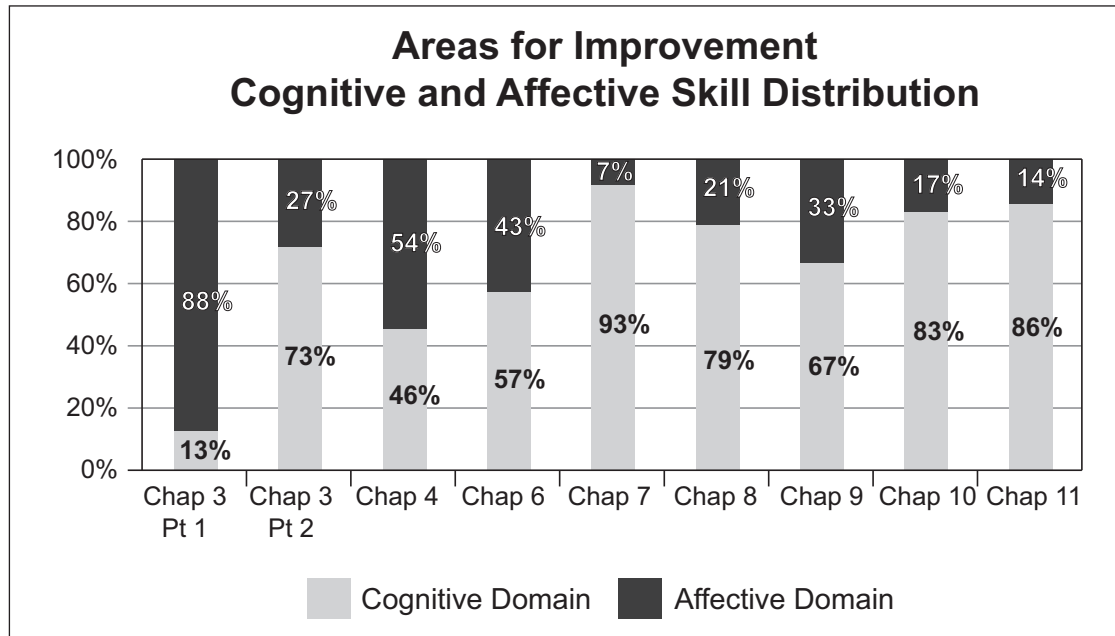 Areas for Improvement
Cognitive and Affective Skill Distribution
100%
80%
60%
40%
20%
0%
88%
27%
54%
43%
7%
21%
33%
17%
14%
13%
73%
46%
57%
93%
79%
67%
83%
86%
Chap 3
Pt 1
Chap 3
Pt 2
Chap 4
Chap 6
Chap 7
Chap 8
Chap 9
Chap 10
Chap 11
Cognitive Domain
Affective Domain